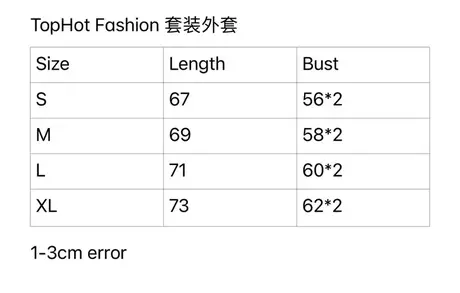 TopHot Fashion 套装外套
Size Length Bust
S 67 56*2
M 69 58*2
L 71 60*2
XL 73 62*2
1-3cm error